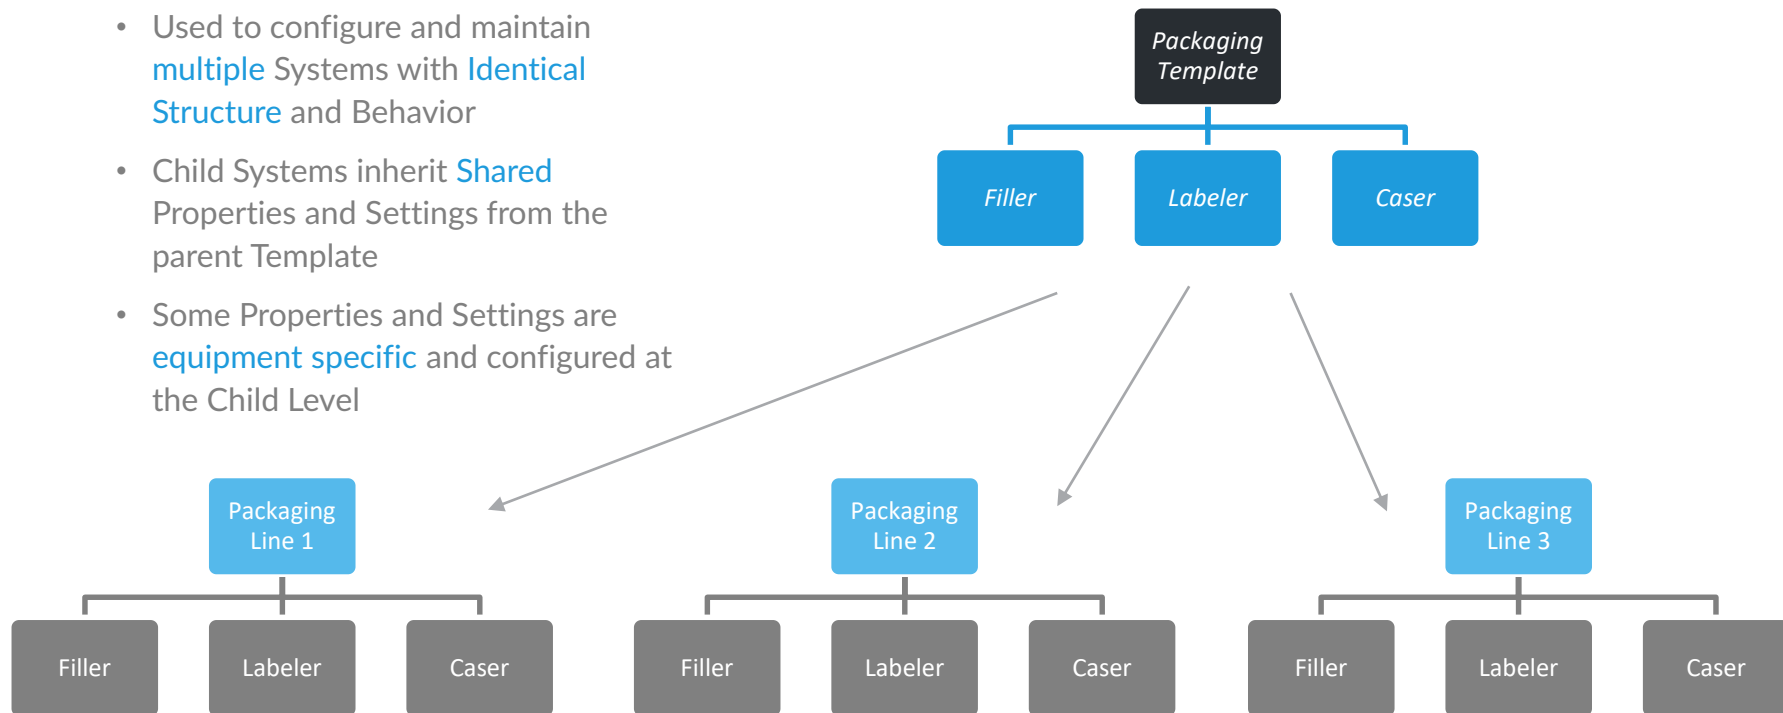 • Used to configure and maintain
multiple Systems with Identical
Structure and Behavior
• Child Systems inherit Shared
Properties and Settings from the
parent Template
• Some Properties and Settings are
equipment specific and configured at
the Child Level
Packaging
Template
Filler
Labeler
Caser
Packaging
Line 1
Filler
Labeler
Caser
Packaging
Line 2
Filler
Labeler
Caser
Packaging
Line 3
Filler
Labeler
Caser